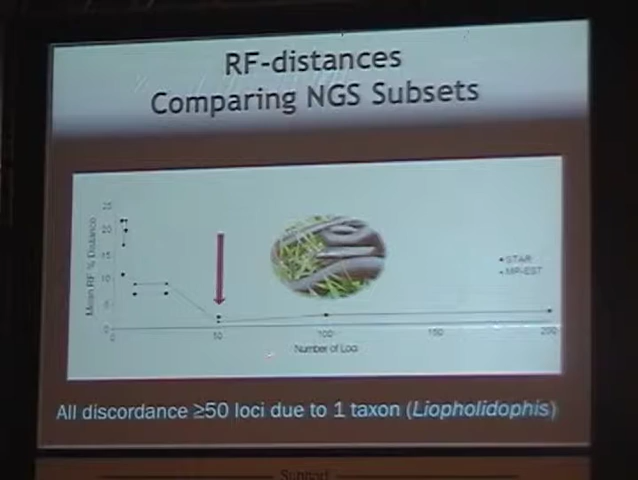 RF-distances
Comparing NGS Subsets
25
20
15
10
5
0
Mean RF % Distance
STAR
MP-EST
0 50 100 150 200
Number of Loci
All discordance ≥50 loci due to 1 taxon (Liopholidophis)
Support